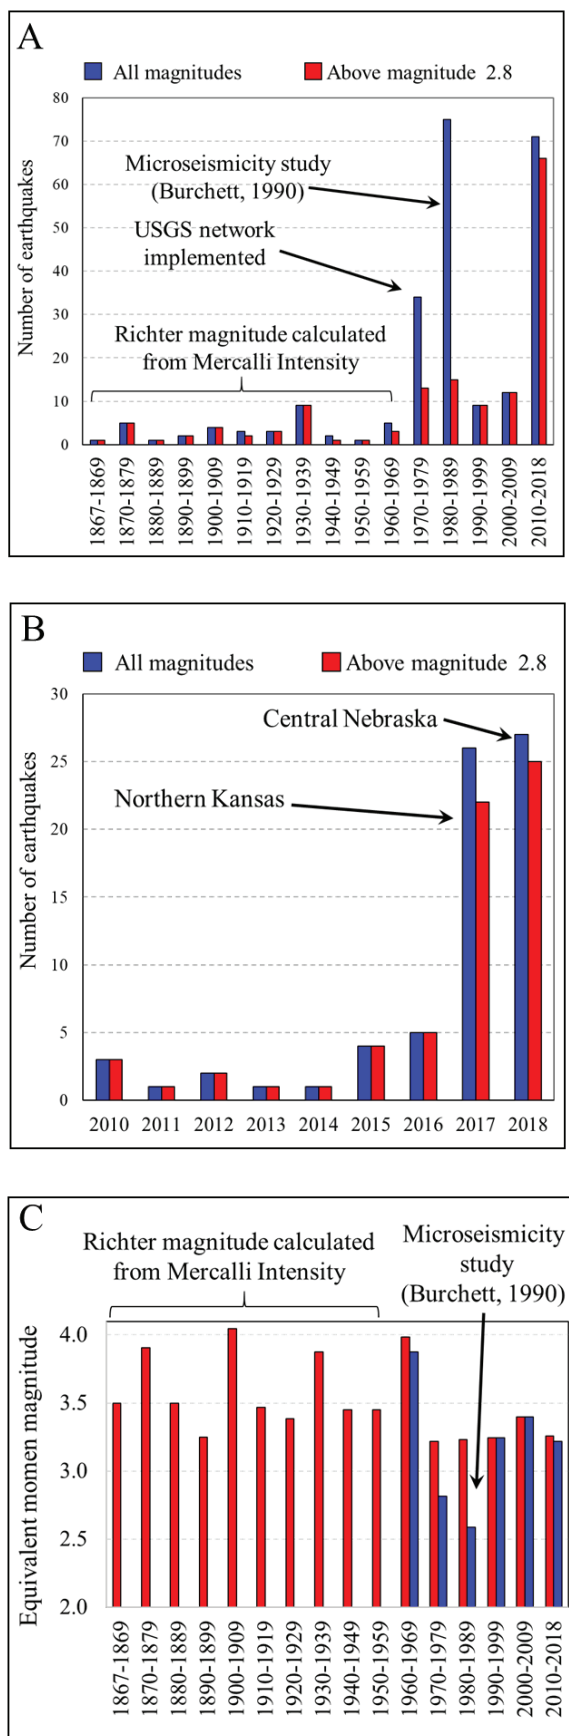 A
All magnitudes Above magnitude 2.8
80
70
60
50
40
30
20
10
0
Number of earthquakes
Microseismicity study
(Burchett, 1990)
USGS network
implemented
Richter magnitude calculated
from Mercalli Intensity
1867-1869
1870-1879
1880-1889
1890-1899
1900-1909
1910-1919
1920-1929
1930-1939
1940-1949
1950-1959
1960-1969
1970-1979
1980-1989
1990-1999
2000-2009
2010-2018
B
All magnitudes Above magnitude 2.8
30
25
20
15
10
5
0
Number of earthquakes
Central Nebraska
Northern Kansas
2010 2011 2012 2013 2014 2015 2016 2017 2018
C
Richter magnitude calculated
from Mercalli Intensity
Microseismicity
study
(Burchett, 1990)
Equivalent momen magnitude
4.0
3.5
3.0
2.5
2.0
1867-1869
1870-1879
1880-1889
1890-1899
1900-1909
1910-1919
1920-1929
1930-1939
1940-1949
1950-1959
1960-1969
1970-1979
1980-1989
1990-1999
2000-2009
2010-2018